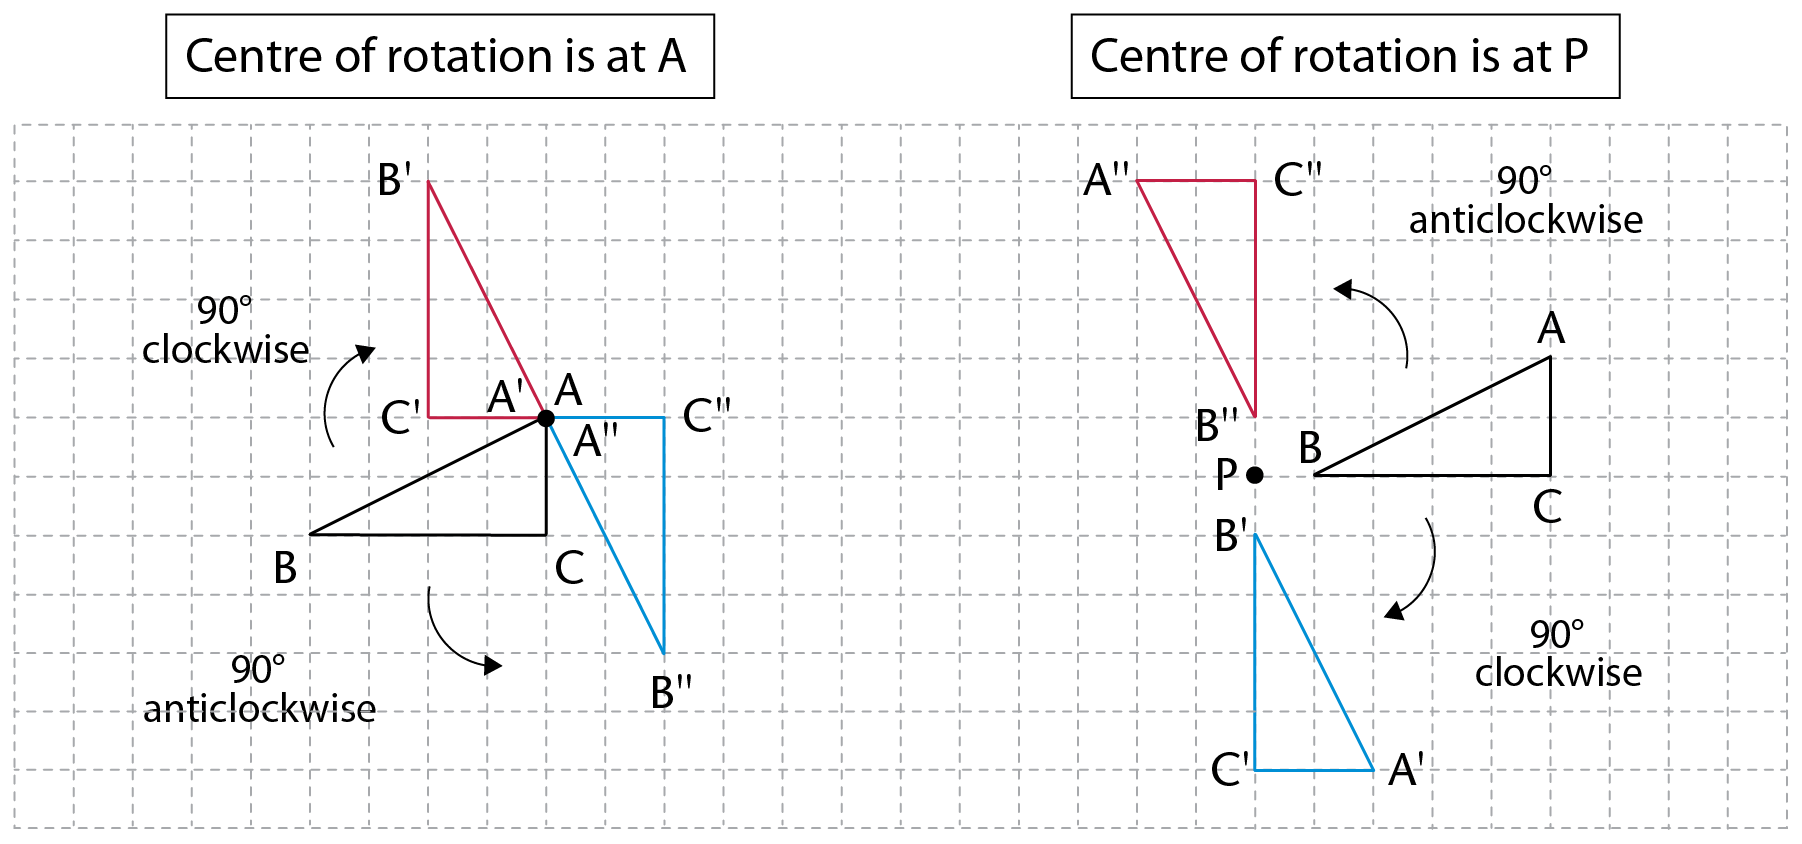 Centre of rotation is at A
B'
90°
clockwise
A'
A
C'
C"
A"
B
C
90°
anticlockwise
B"
Centre of rotation is at P
A"
C"
90°
anticlockwise
A
B"
B
P
C
B'
90°
clockwise
C'
A'